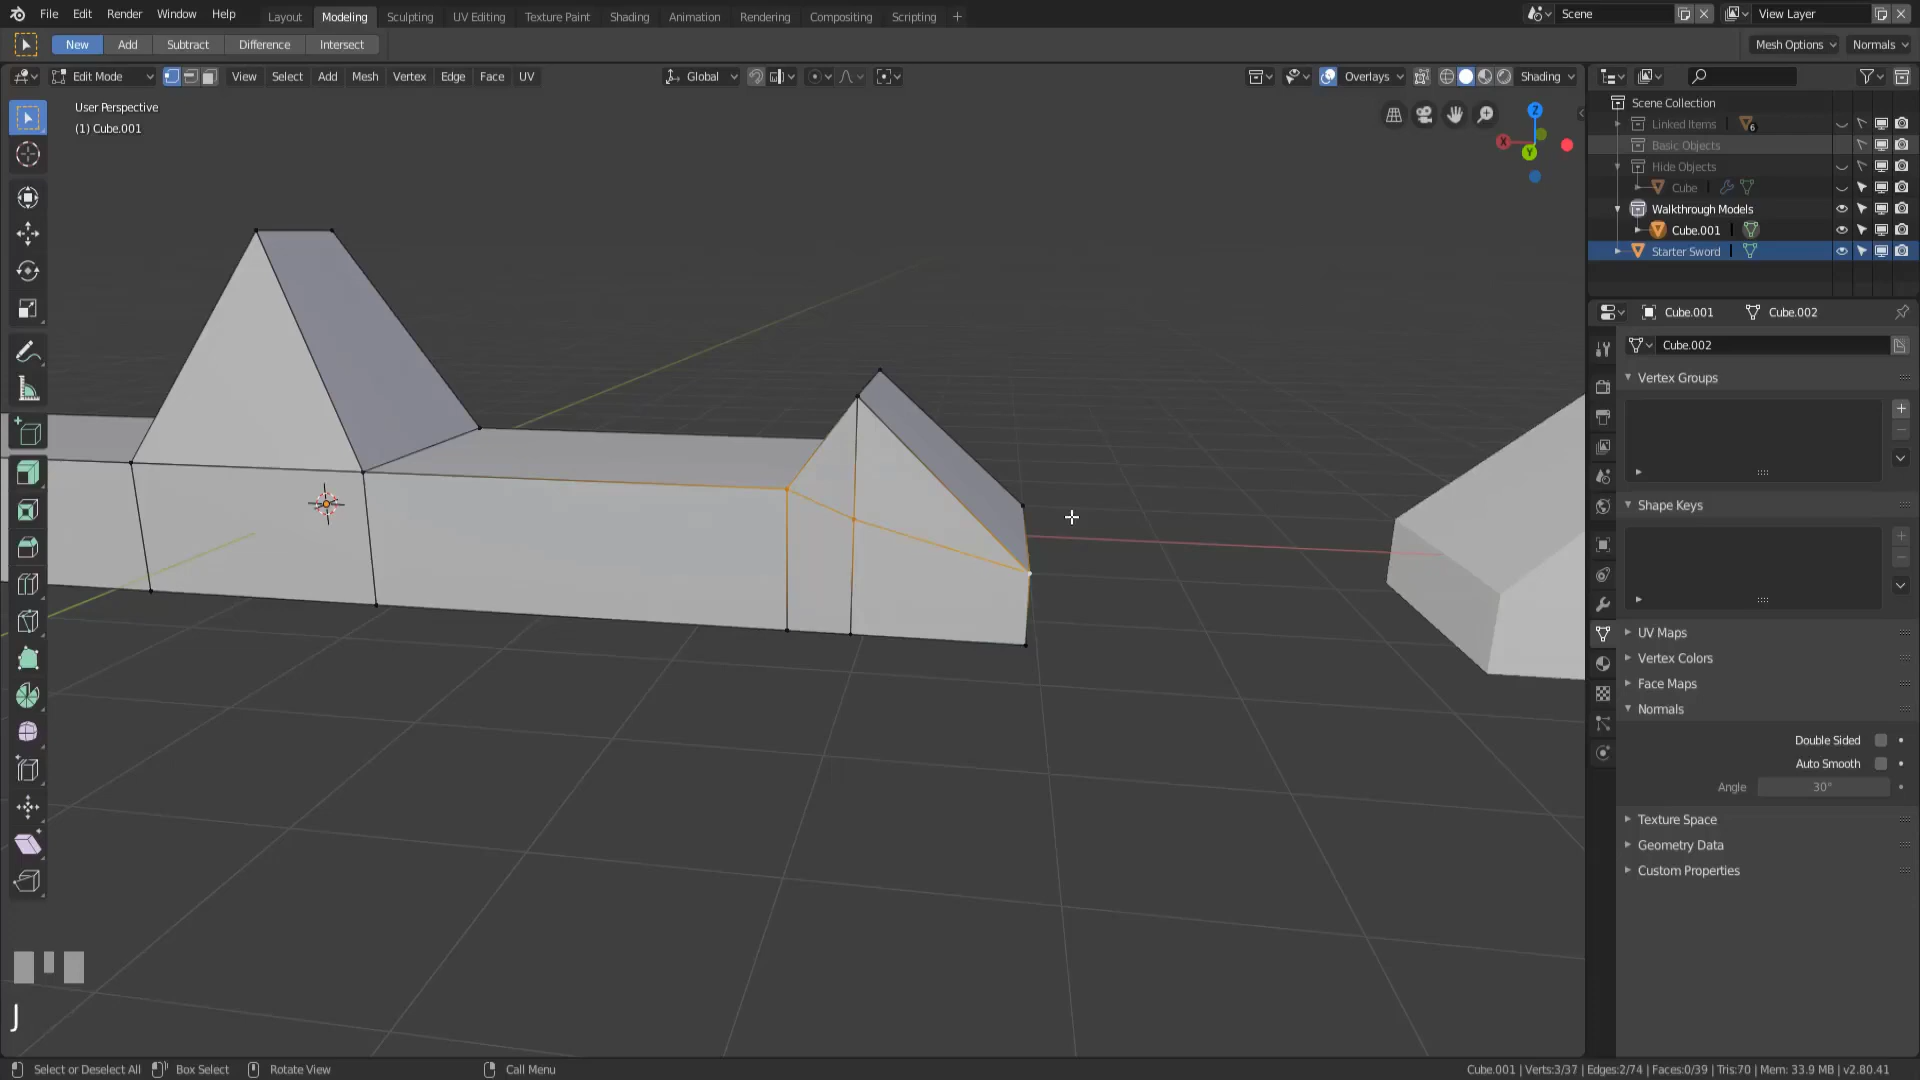 File Edit Render Window Help Layout Modeling Sculpting UV Editing Texture Paint Shading Animation Rendering Compositing Scripting + Scene View Layer
New Add Subtract Difference Intersect Mesh Options Normals
Edit Mode View Select Add Mesh Vertex Edge Face UV Global Overlays Shading
User Perspective
(1) Cube.001
Z
X
Y
Scene Collection
Linked Items 6
Basic Objects
Hide Objects
Cube
Walkthrough Models
Cube.001
Starter Sword
Cube.001 Cube.002
Cube.002
Vertex Groups
Shape Keys
UV Maps
Vertex Colors
Face Maps
Normals
Double Sided
Auto Smooth
Angle 30°
Texture Space
Geometry Data
Custom Properties
J
Select or Deselect All Box Select Rotate View Call Menu Cube.001 | Verts:3/37 | Edges:2/74 | Faces:0/39 | Tris:70 | Mem: 33.9 MB | v2.80.41